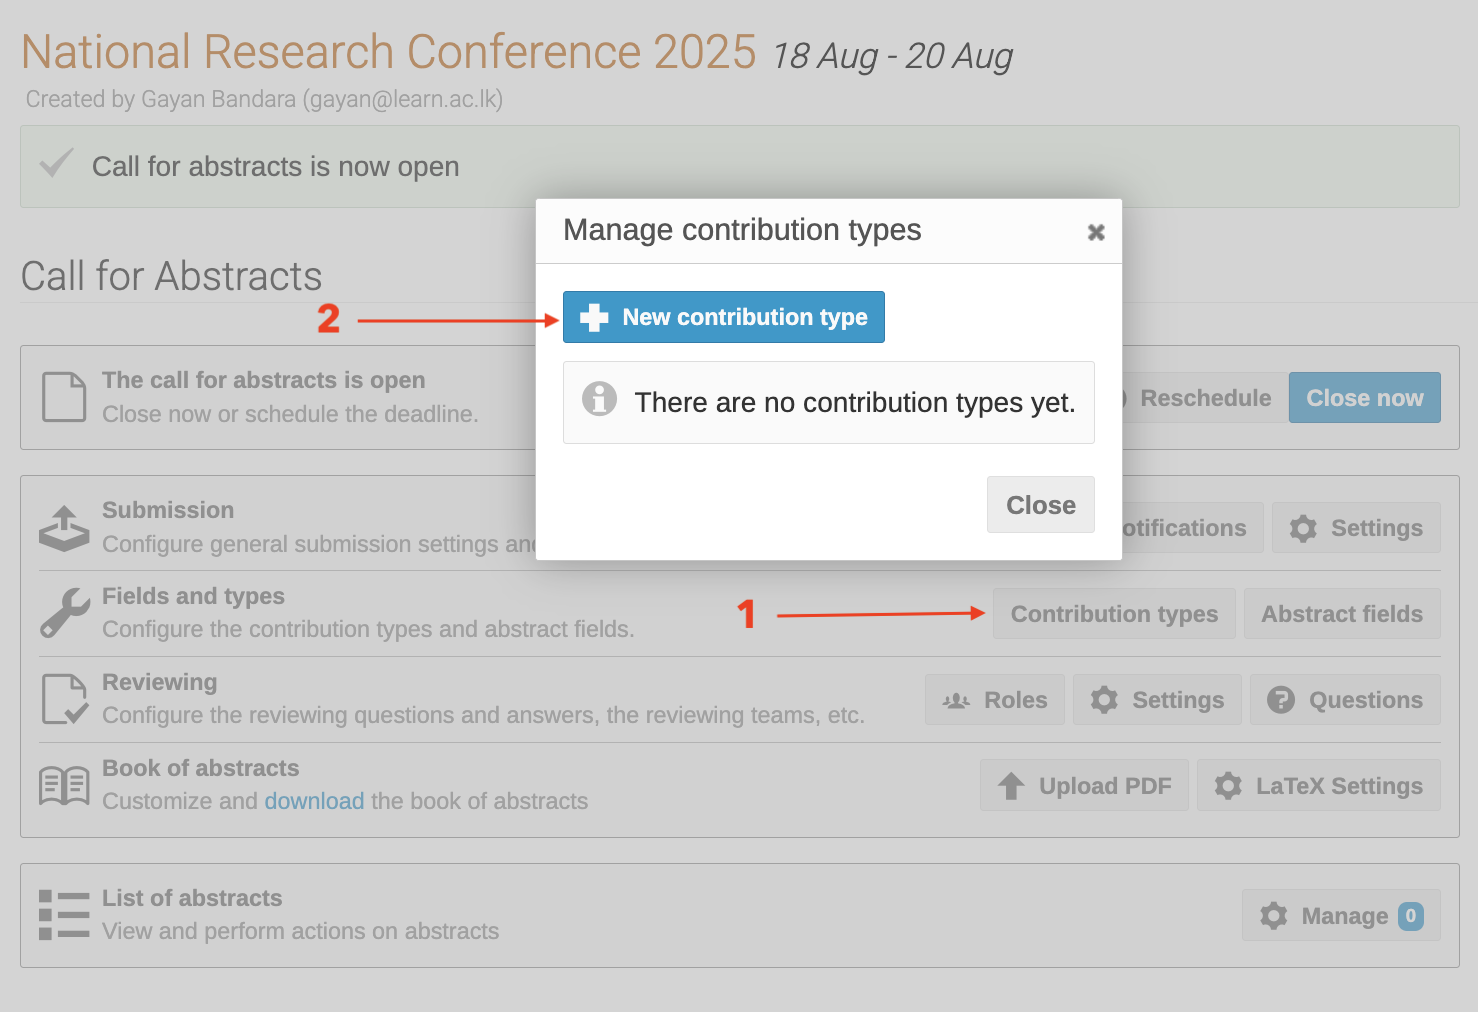 National Research Conference 2025 18 Aug - 20 Aug
Created by Gayan Bandara (gayan@learn.ac.lk)
Call for abstracts is now open
Manage contribution types
Call for Abstracts
2
New contribution type
The call for abstracts is open
Close now or schedule the deadline.
There are no contribution types yet.
Reschedule
Close now
Close
Submission
Configure general submission settings
otifications
Settings
Fields and types
Configure the contribution types and abstract fields.
1
Contribution types
Abstract fields
Reviewing
Configure the reviewing questions and answers, the reviewing teams, etc.
Roles
Settings
Questions
Book of abstracts
Customize and download the book of abstracts
Upload PDF
LaTeX Settings
List of abstracts
View and perform actions on abstracts
Manage 0